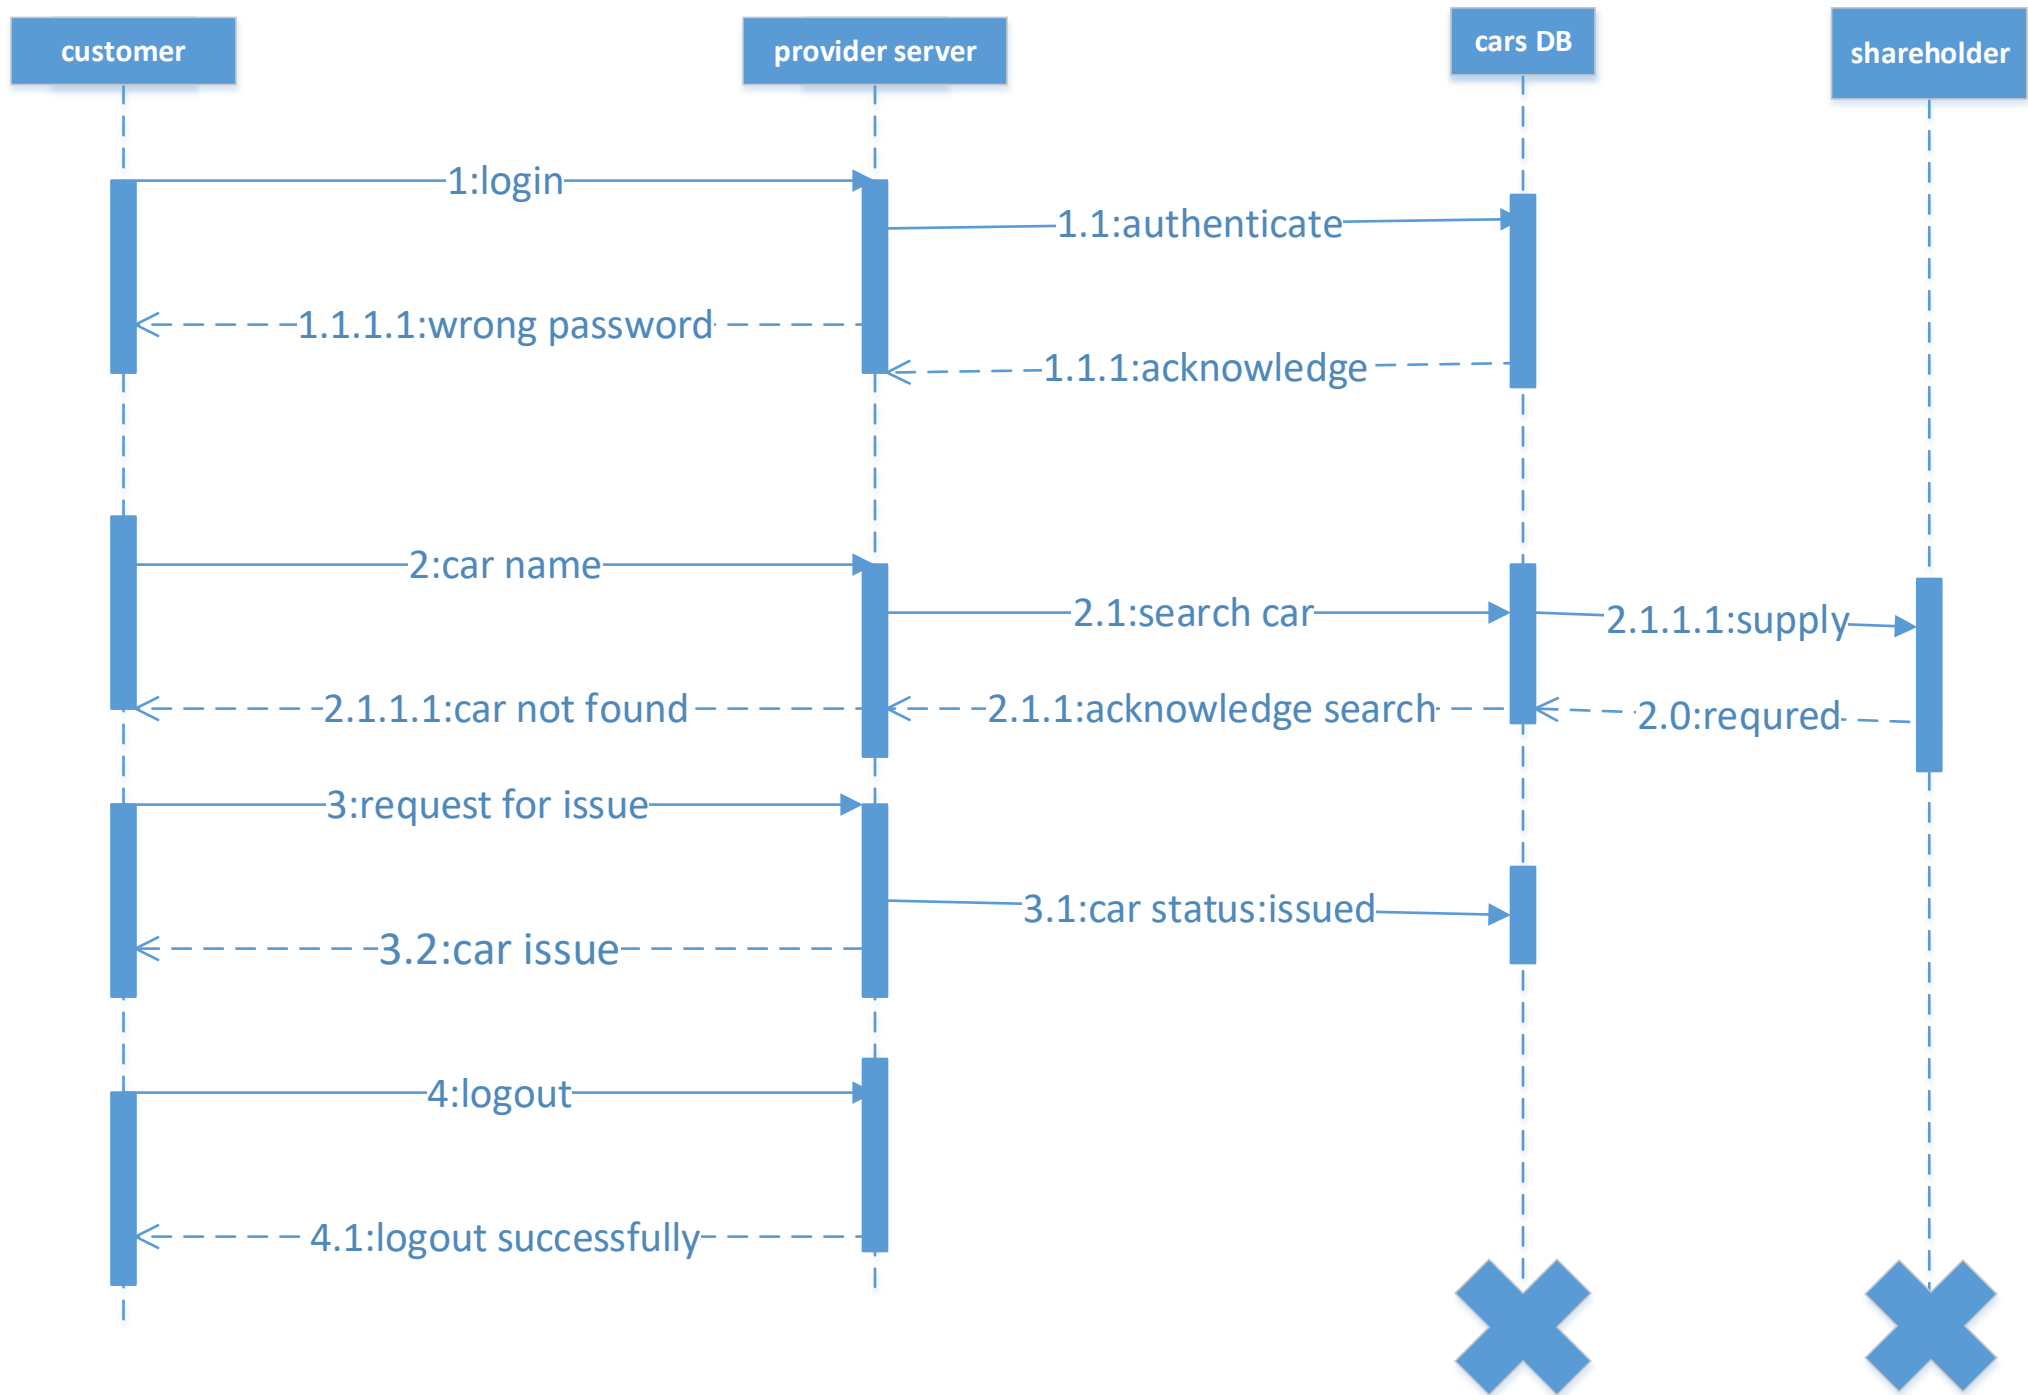 customer
provider server
cars DB
shareholder
1:login
1.1:authenticate
1.1.1.1:wrong password
1.1.1:acknowledge
2:car name
2.1:search car
2.1.1.1:supply
2.1.1.1:car not found
2.1.1:acknowledge search
2.0:requred
3:request for issue
3.1:car status:issued
3.2:car issue
4:logout
4.1:logout successfully